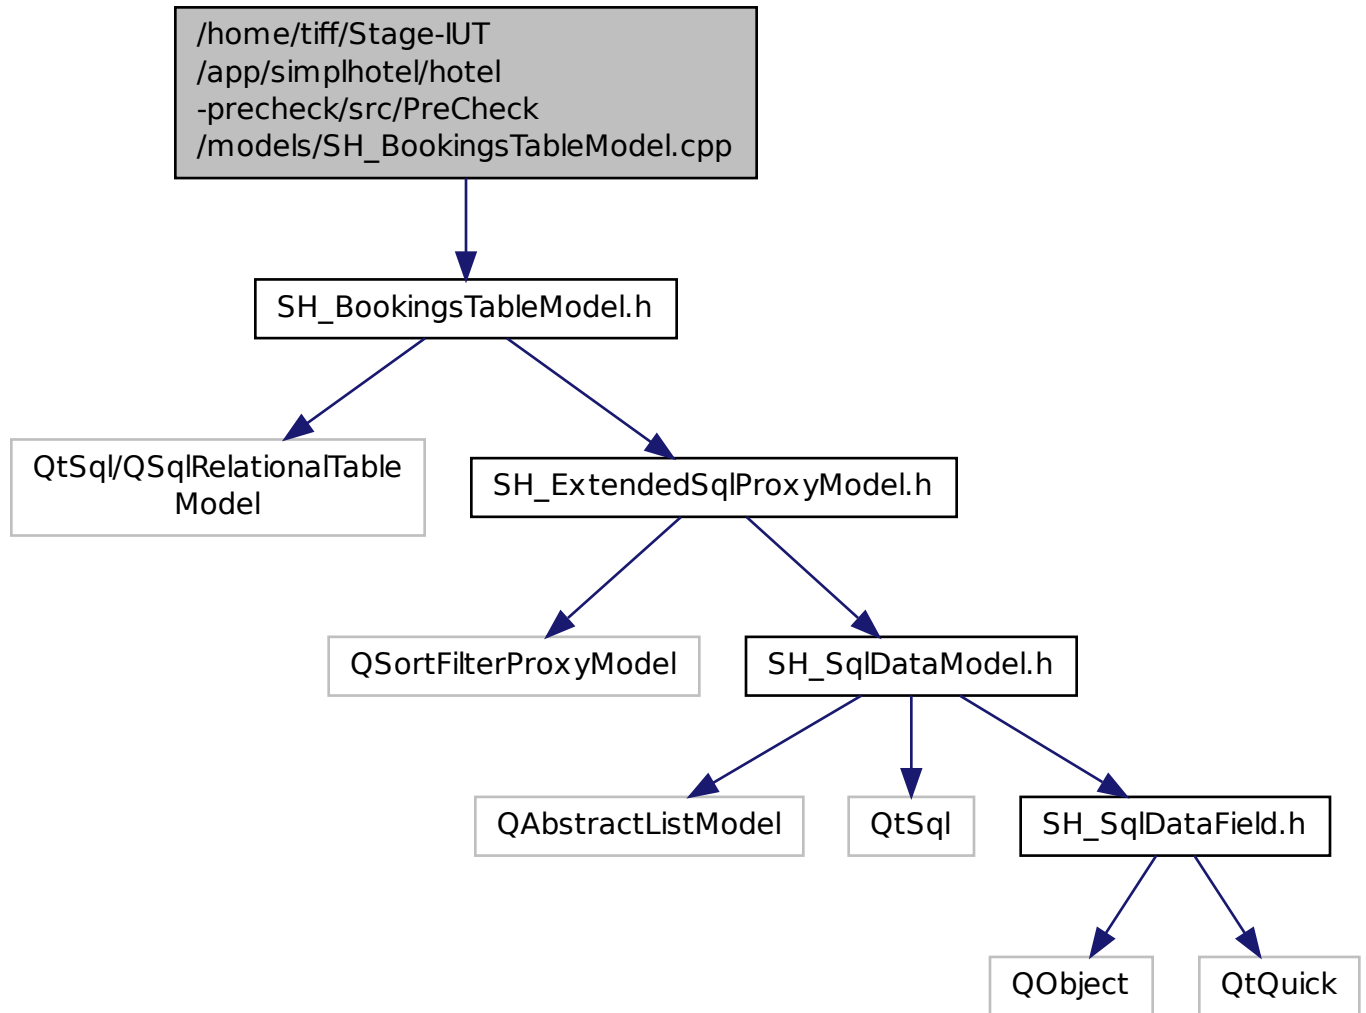 /home/tiff/Stage-IUT
/app/simplhotel/hotel
-precheck/src/PreCheck
/models/SH_BookingsTableModel.cpp
SH_BookingsTableModel.h
QtSql/QSqlRelationalTable
Model
SH_ExtendedSqlProxyModel.h
QSortFilterProxyModel
SH_SqlDataModel.h
QAbstractListModel
QtSql
SH_SqlDataField.h
QObject
QtQuick